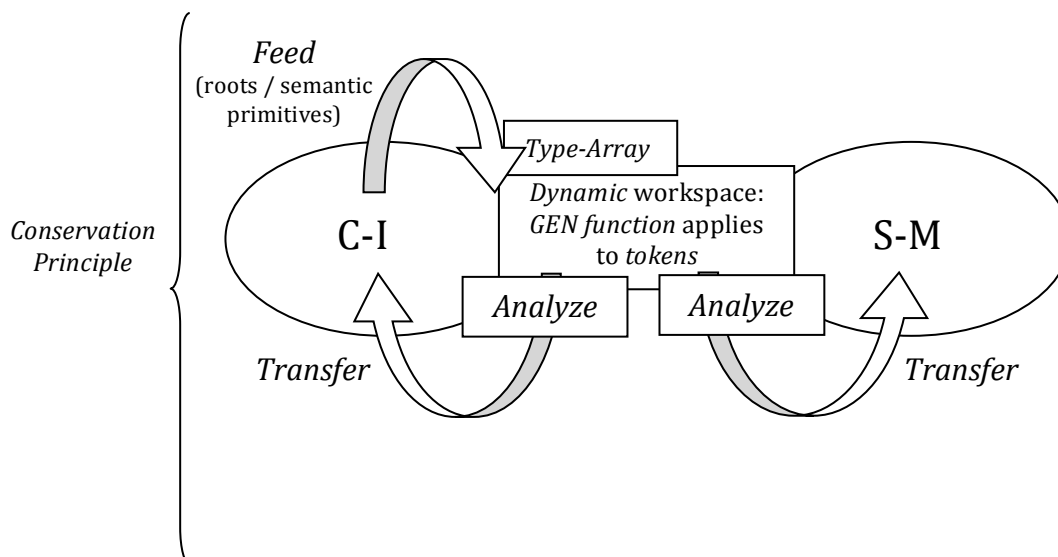 Feed
(roots / semantic
primitives)
Type-Array
Dynamic workspace:
GEN function applies
to tokens
C-I
S-M
Conservation
Principle
Analyze
Analyze
Transfer
Transfer